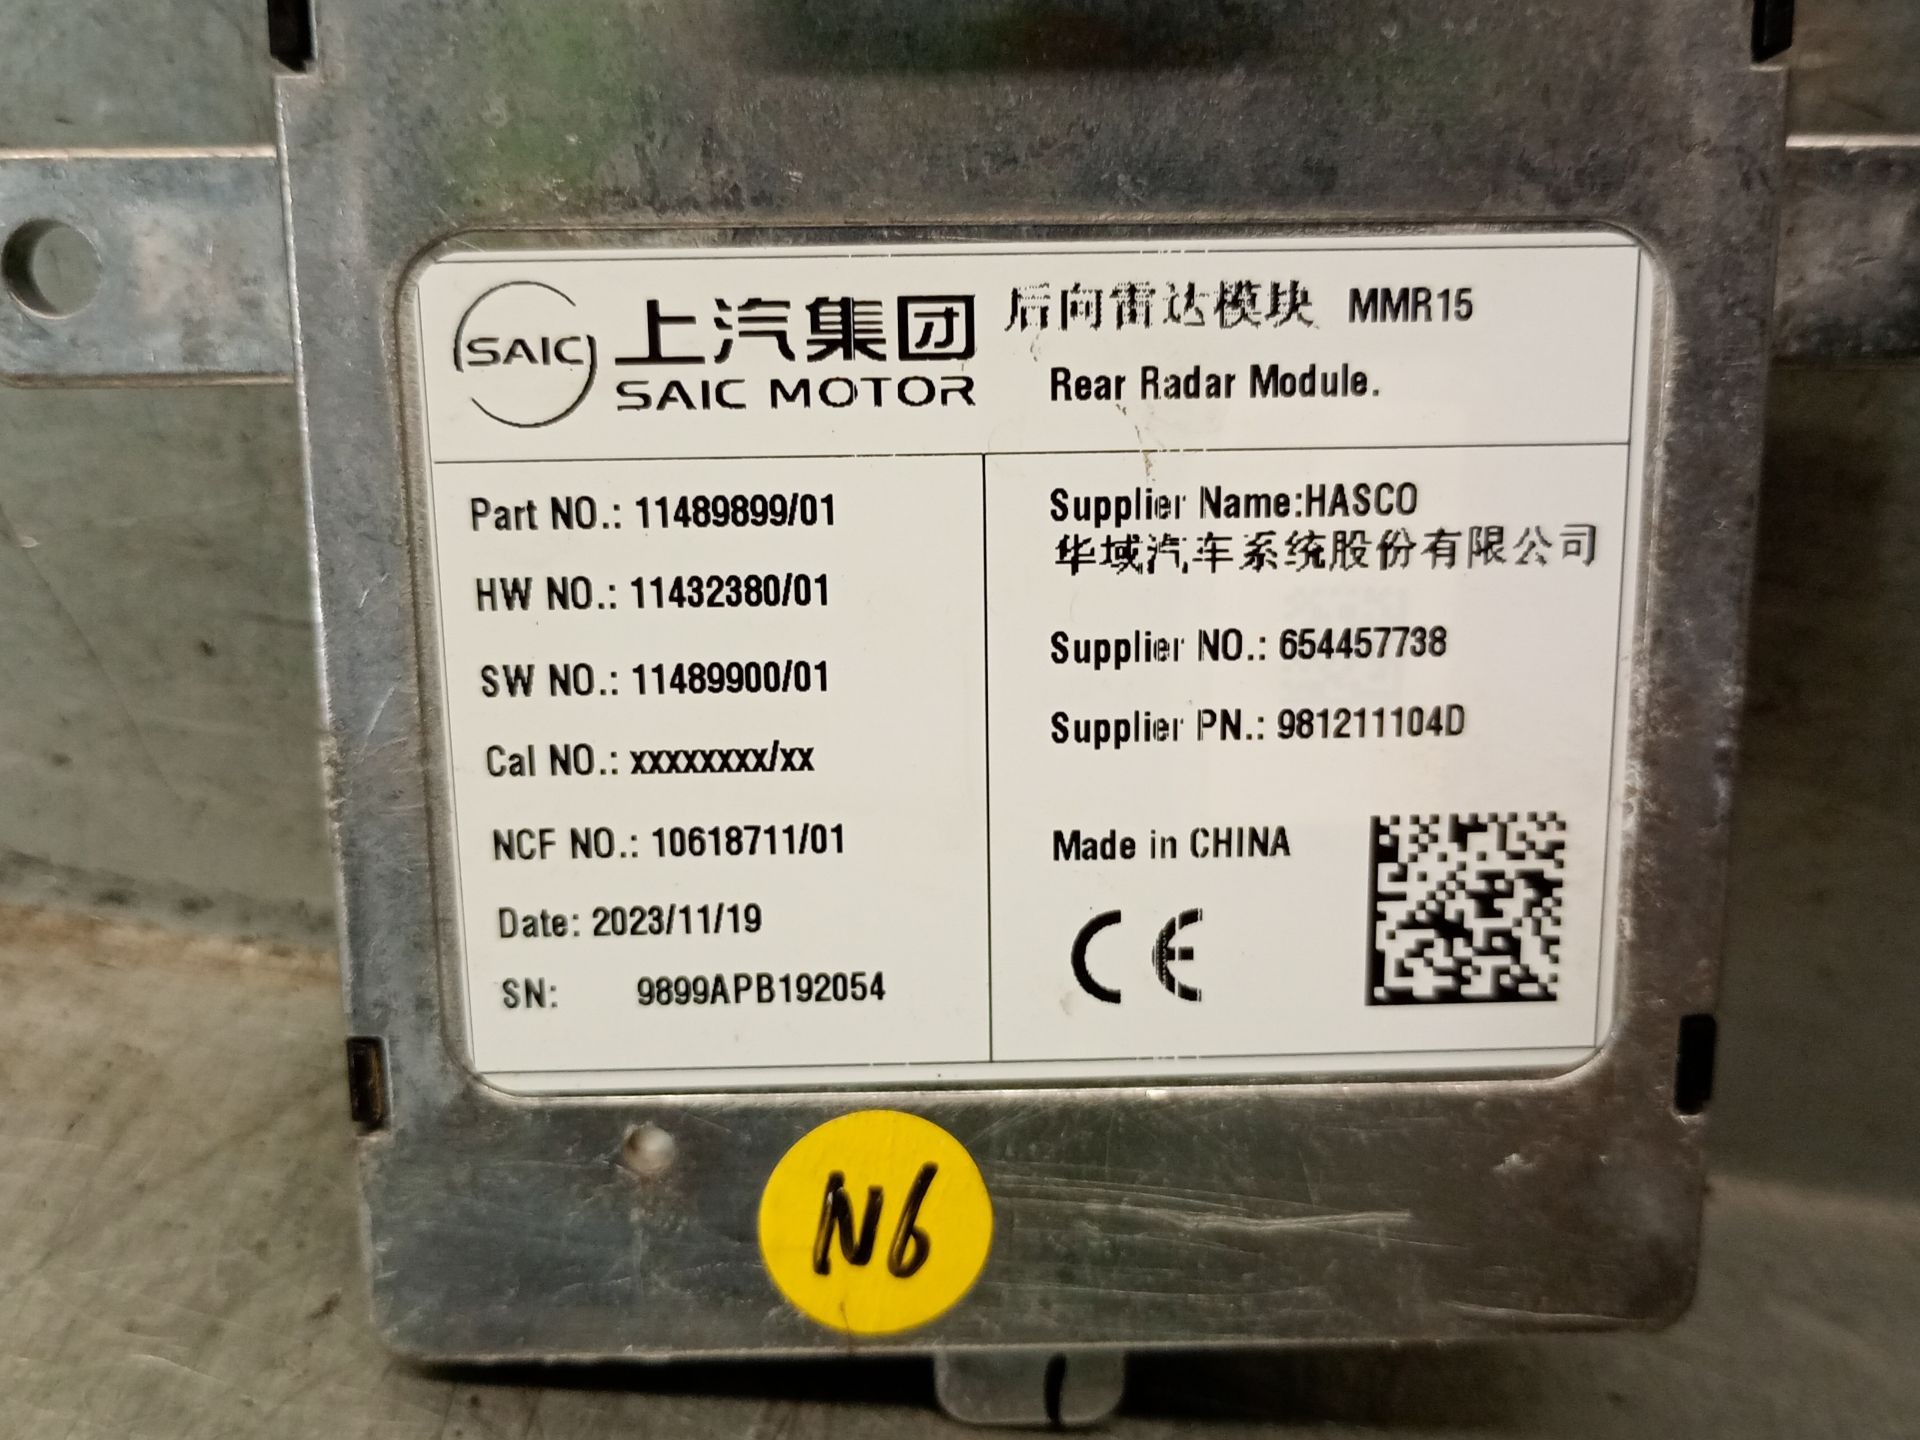 SAIC
上汽集团
SAIC MOTOR
后向雷达模块 MMR15
Rear Radar Module.
Part NO.: 11489899/01
HW NO.: 11432380/01
SW NO.: 11489900/01
Cal NO.: xxxxxxxx/xx
NCF NO.: 10618711/01
Date: 2023/11/19
SN: 9899APB192054
Supplier Name:HASCO
华域汽车系统股份有限公司
Supplier NO.: 654457738
Supplier PN.: 981211104D
Made in CHINA
CE
N6